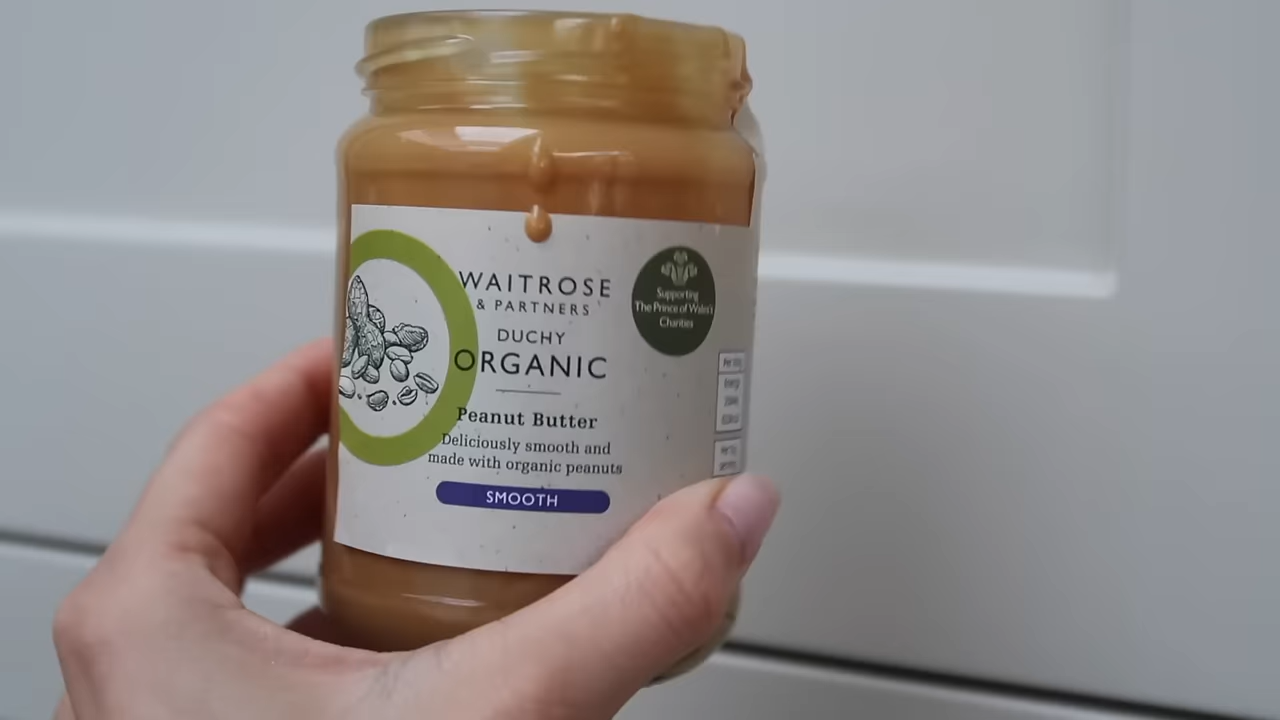 WAITROSE
& PARTNERS
DUCHY
ORGANIC
Peanut Butter
Deliciously smooth and
made with organic peanuts
SMOOTH
Supporting
The Prince of Wales's
Charities